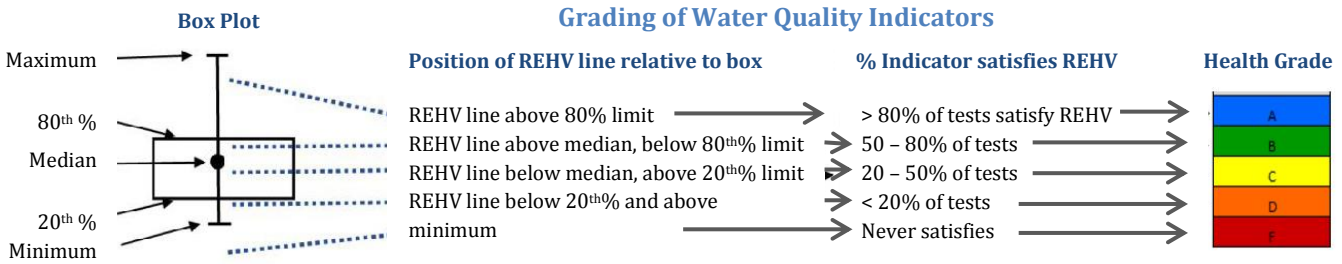 Grading of Water Quality Indicators
Box Plot
Position of REHV line relative to box
% Indicator satisfies REHV
Health Grade
Maximum
80th %
Median
20th %
Minimum
REHV line above 80% limit
> 80% of tests satisfy REHV
A
REHV line above median, below 80th% limit
50 – 80% of tests
B
REHV line below median, above 20th% limit
20 – 50% of tests
C
REHV line below 20th% and above
< 20% of tests
D
minimum
Never satisfies
F